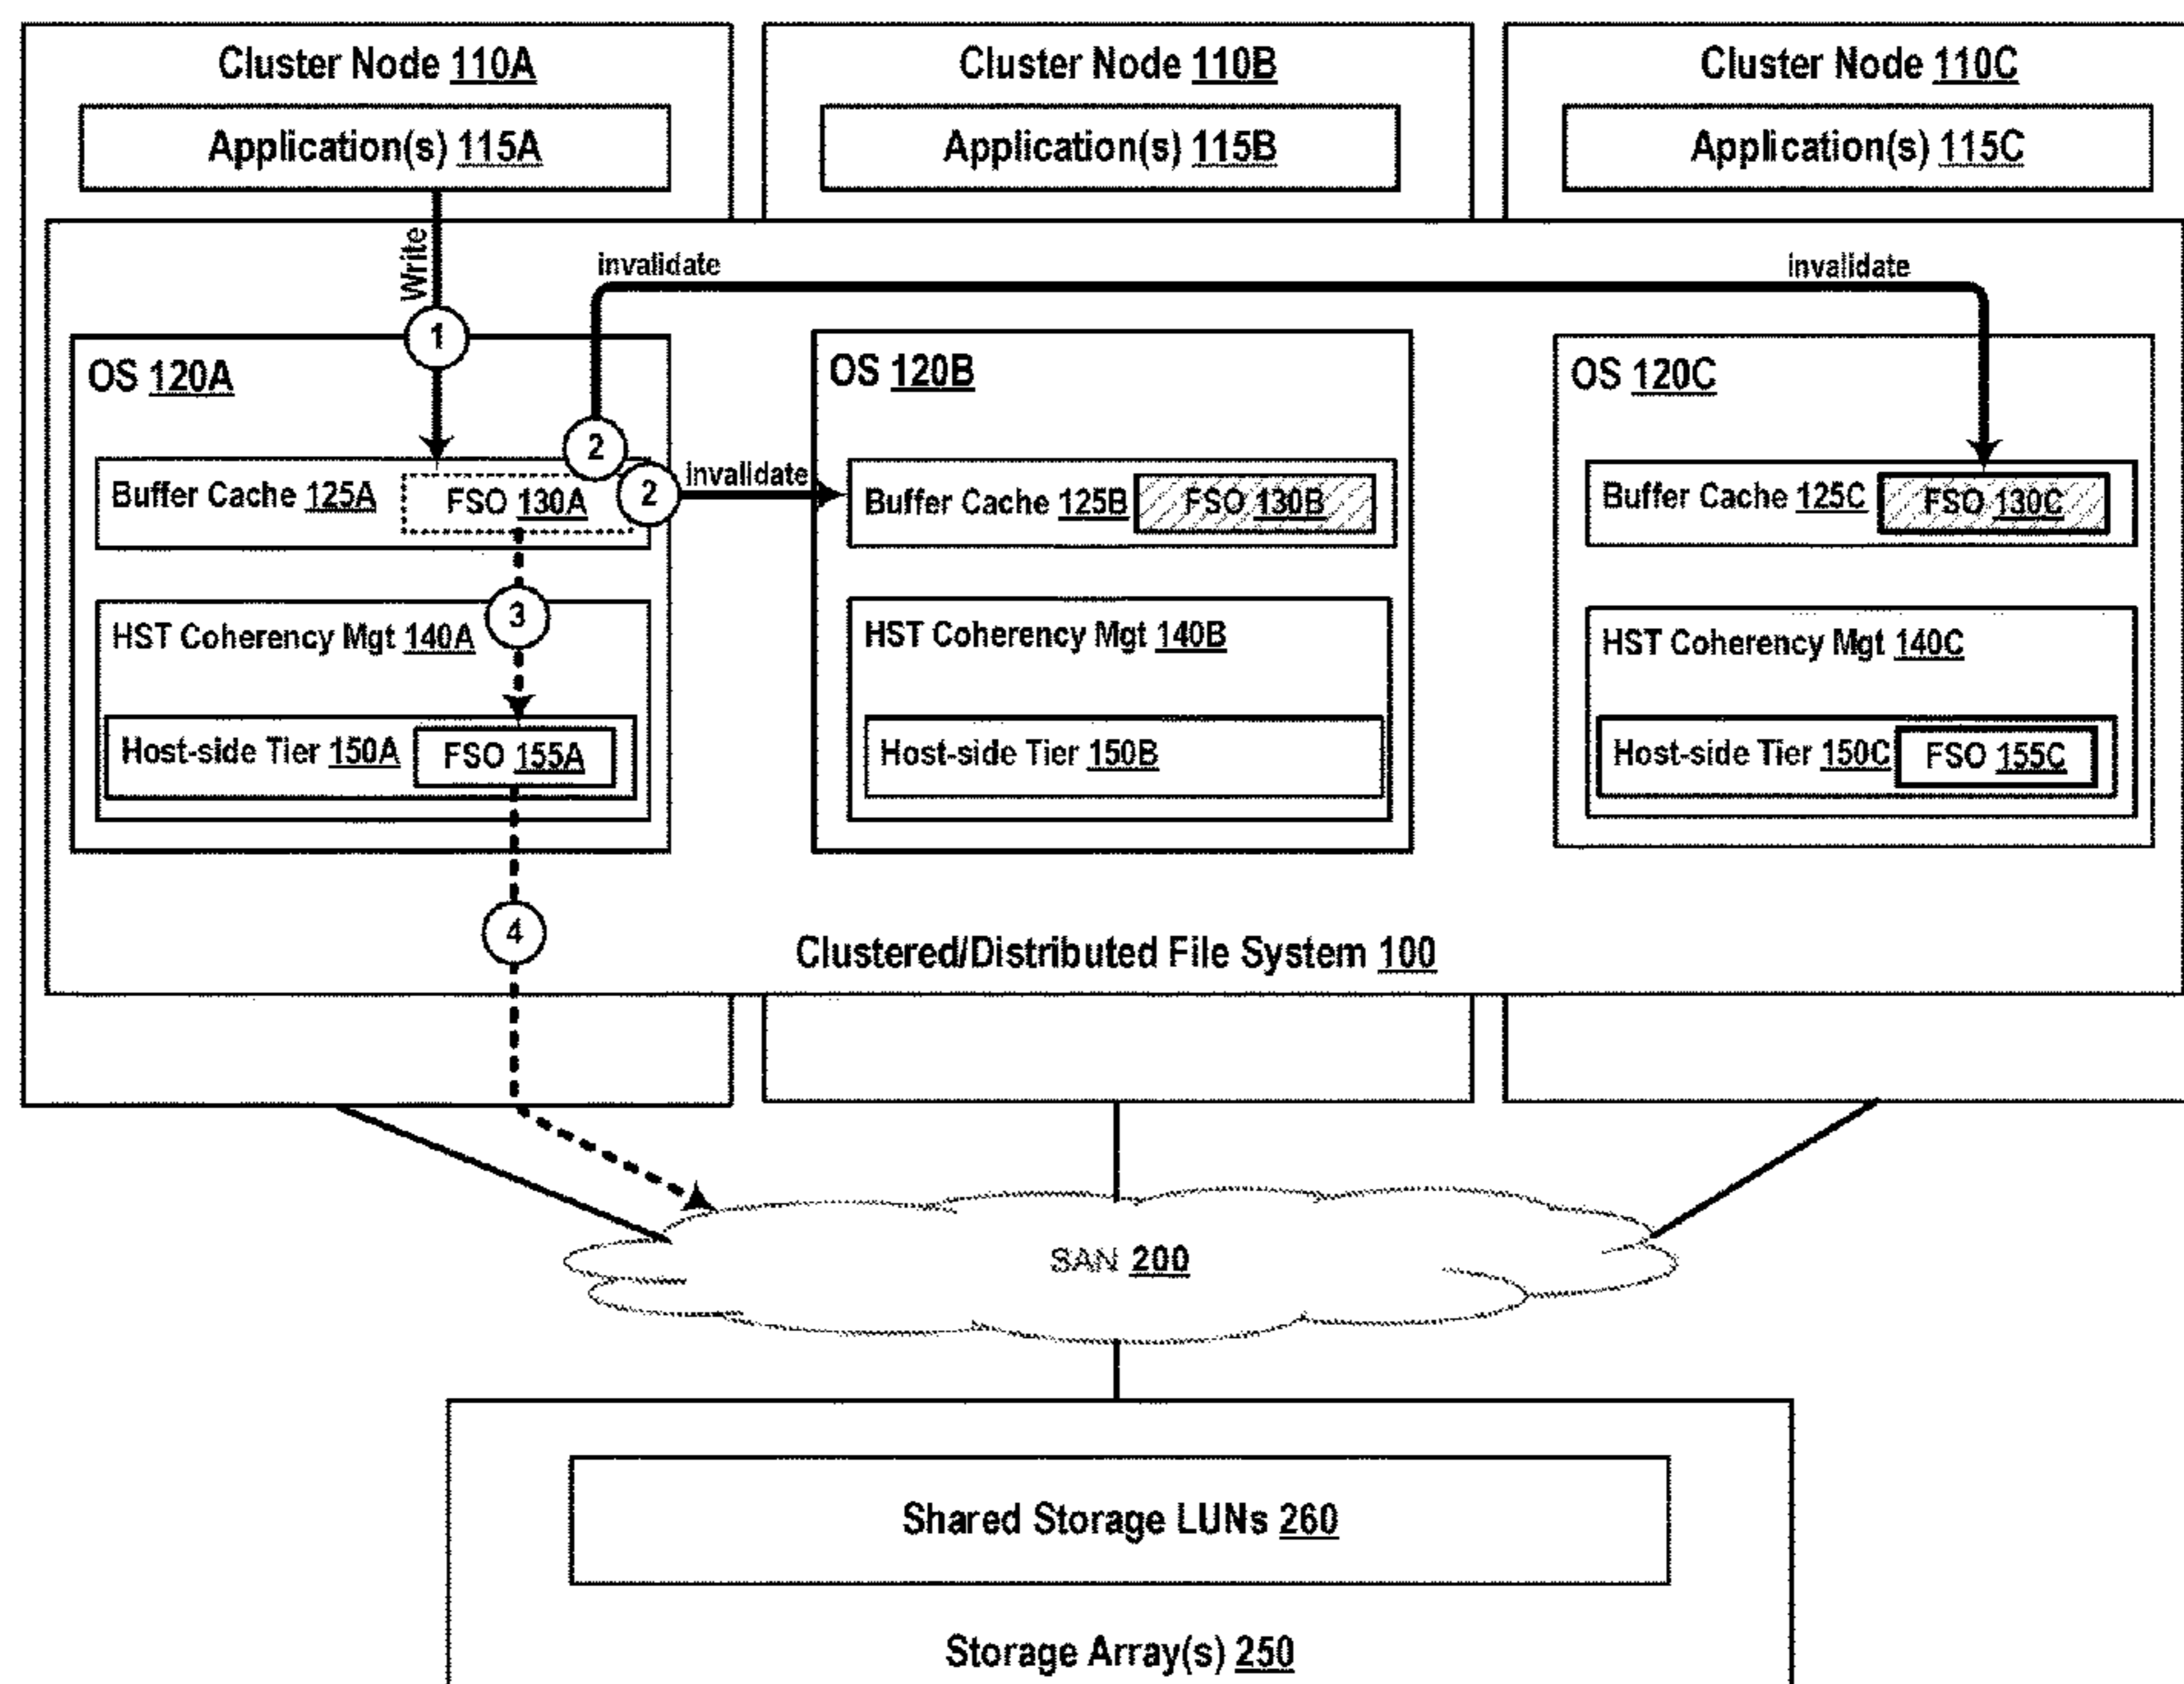 Cluster Node 110A
Cluster Node 110B
Cluster Node 110C
Application(s) 115A
Application(s) 115B
Application(s) 115C
Write
invalidate
invalidate
1
OS 120A
OS 120B
OS 120C
2
2
invalidate
Buffer Cache 125A
FSO 130A
Buffer Cache 125B
FSO 130B
Buffer Cache 125C
FSO 130C
3
HST Coherency Mgt 140A
HST Coherency Mgt 140B
HST Coherency Mgt 140C
Host-side Tier 150A
FSO 155A
Host-side Tier 150B
Host-side Tier 150C
FSO 155C
4
Clustered/Distributed File System 100
SAN 200
Shared Storage LUNs 260
Storage Array(s) 250